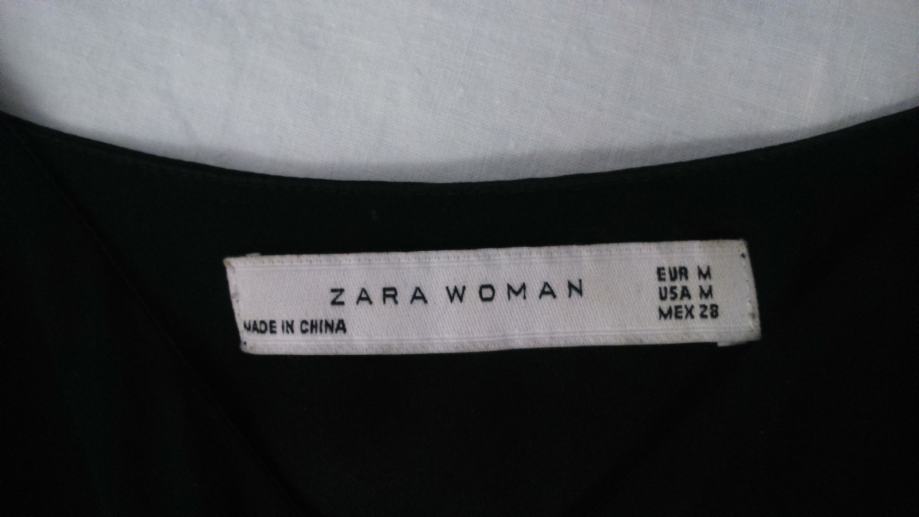 ZARA WOMAN
MADE IN CHINA
EUR M
USA M
MEX 28